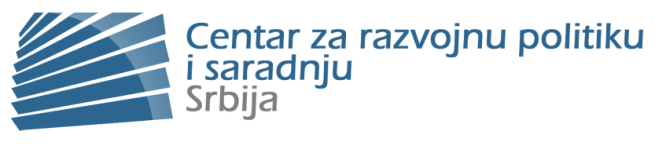 Centar za razvojnu politiku
i saradnju
Srbija